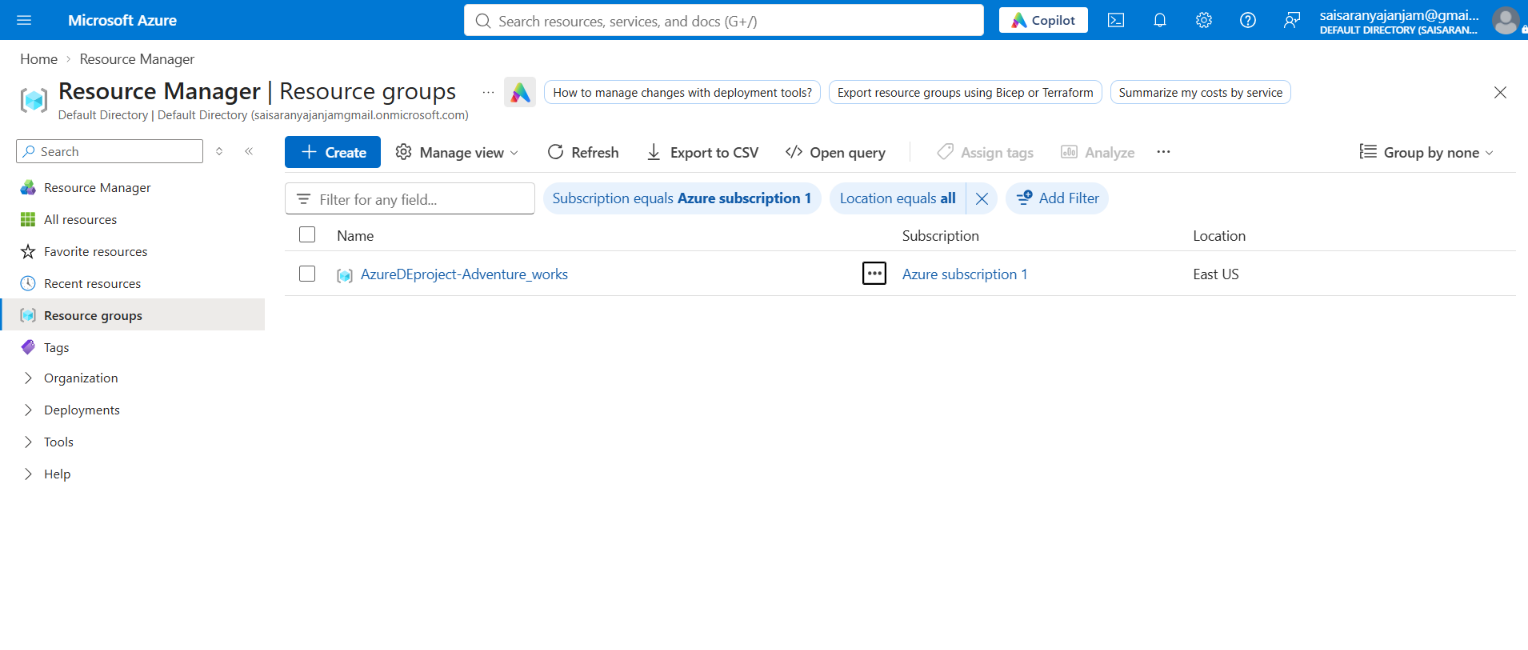 Microsoft Azure
Search resources, services, and docs (G+/)
Copilot
saisaranyajanjam@gmai...
DEFAULT DIRECTORY (SAISARAN...
Home > Resource Manager
Resource Manager | Resource groups ...
How to manage changes with deployment tools?
Export resource groups using Bicep or Terraform
Summarize my costs by service
Default Directory | Default Directory (saisaranyajanjamgmail.onmicrosoft.com)
Search
Resource Manager
All resources
Favorite resources
Recent resources
Resource groups
Tags
Organization
Deployments
Tools
Help
+ Create
Manage view
Refresh
Export to CSV
Open query
Assign tags
Analyze
...
Group by none
Filter for any field...
Subscription equals Azure subscription 1
Location equals all
Add Filter
Name Subscription Location
AzureDEproject-Adventure_works ... Azure subscription 1 East US